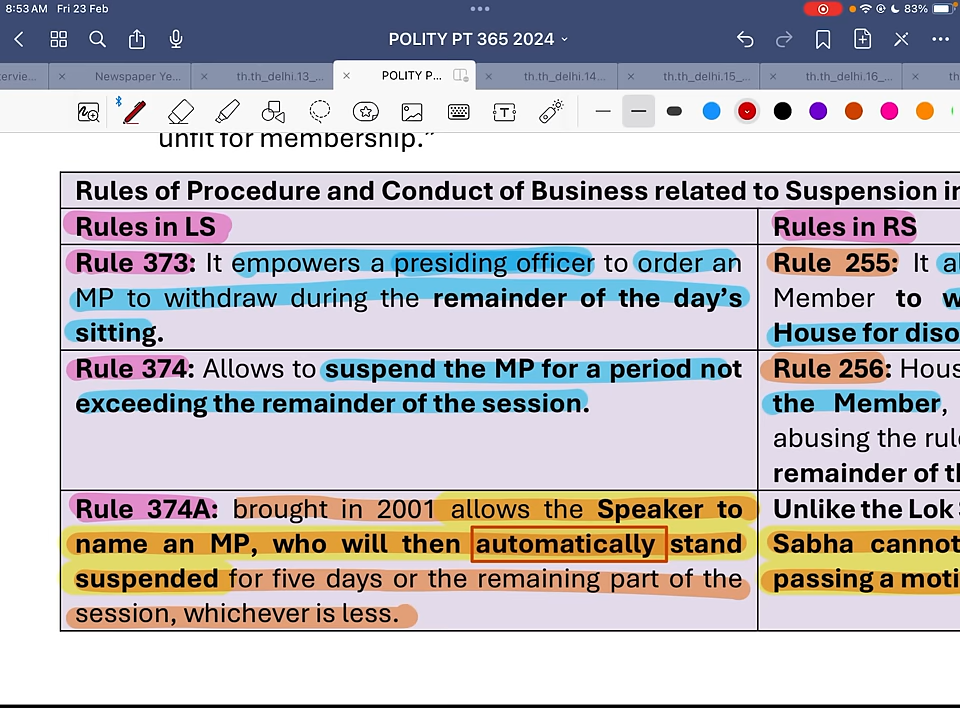 8:53 AM Fri 23 Feb
83%
POLITY PT 365 2024
Newspaper Ye...
th.th_delhi.13_...
POLITY P...
th.th_delhi.14...
th.th_delhi.15_...
th.th_delhi.16_...
unfit for membership.”
Rules of Procedure and Conduct of Business related to Suspension in
Rules in LS
Rules in RS
Rule 373: It empowers a presiding officer to order an
MP to withdraw during the remainder of the day’s
sitting.
Rule 255: It
Member to
House for
Rule 374: Allows to suspend the MP for a period not
exceeding the remainder of the session.
Rule 256:
the Member,
abusing the
remainder of
Rule 374A: brought in 2001 allows the Speaker to
name an MP, who will then automatically stand
suspended for five days or the remaining part of the
session, whichever is less.
Unlike the Lok
Sabha cannot
passing a